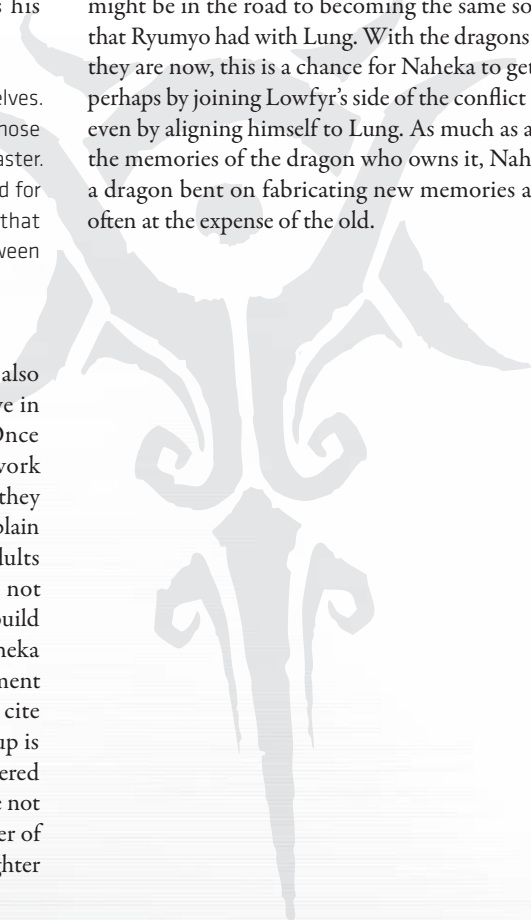 s his
elves.
hose
aster.
d for
that
ween
also
ve in
Once
work
they
plain
dults
not
build
neka
ment
cite
up is
ered
e not
er of
ghter
might be in the road to becoming the same so
that Ryumyo had with Lung. With the dragons
they are now, this is a chance for Naheka to get
perhaps by joining Lowfyr’s side of the conflict
even by aligning himself to Lung. As much as a
the memories of the dragon who owns it, Nah
a dragon bent on fabricating new memories a
often at the expense of the old.